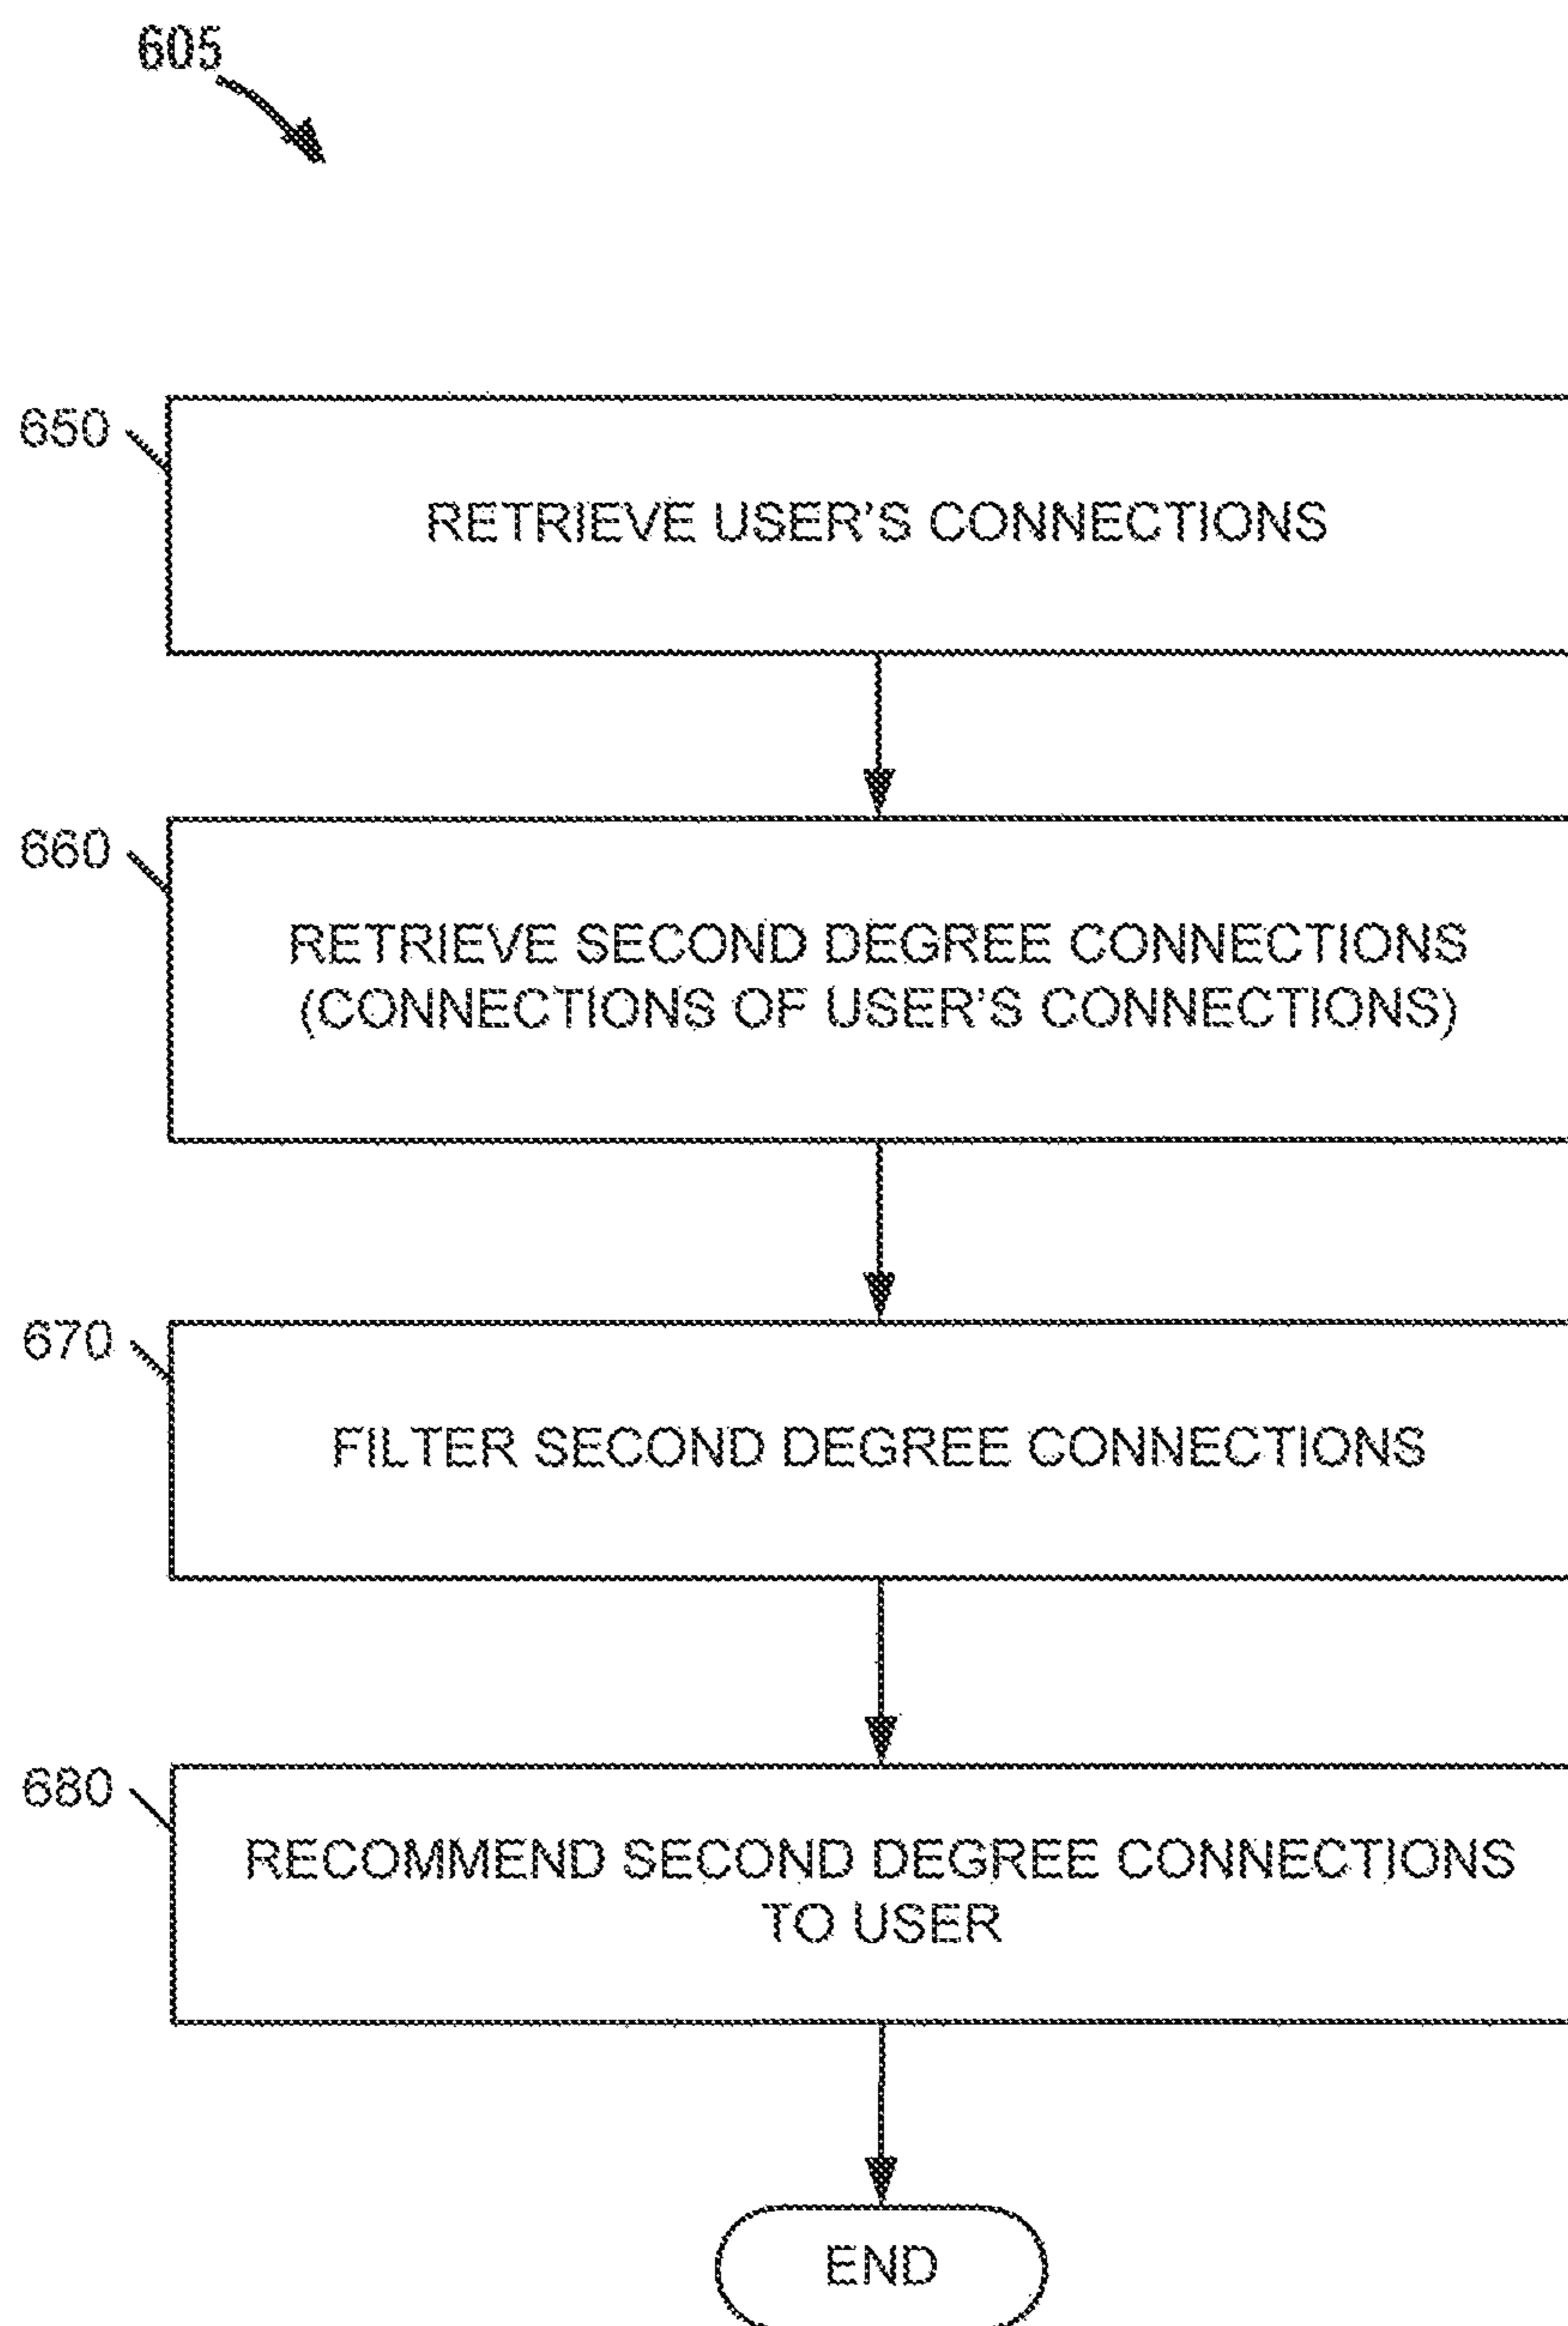 605
650
RETRIEVE USER'S CONNECTIONS
660
RETRIEVE SECOND DEGREE CONNECTIONS
(CONNECTIONS OF USER'S CONNECTIONS)
670
FILTER SECOND DEGREE CONNECTIONS
680
RECOMMEND SECOND DEGREE CONNECTIONS
TO USER
END